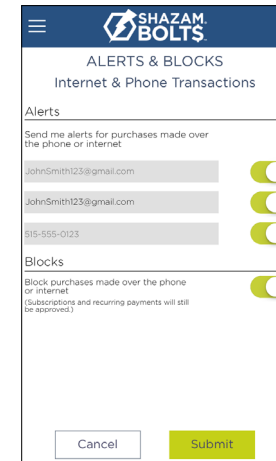 SHAZAM.
BOLT$.
ALERTS & BLOCKS
Internet & Phone Transactions
Alerts
Send me alerts for purchases made over
the phone or internet
JohnSmith123@gmail.com
JohnSmith123@gmail.com
515-555-0123
Blocks
Block purchases made over the phone
or internet
(Subscriptions and recurring payments will still
be approved.)
Cancel
Submit